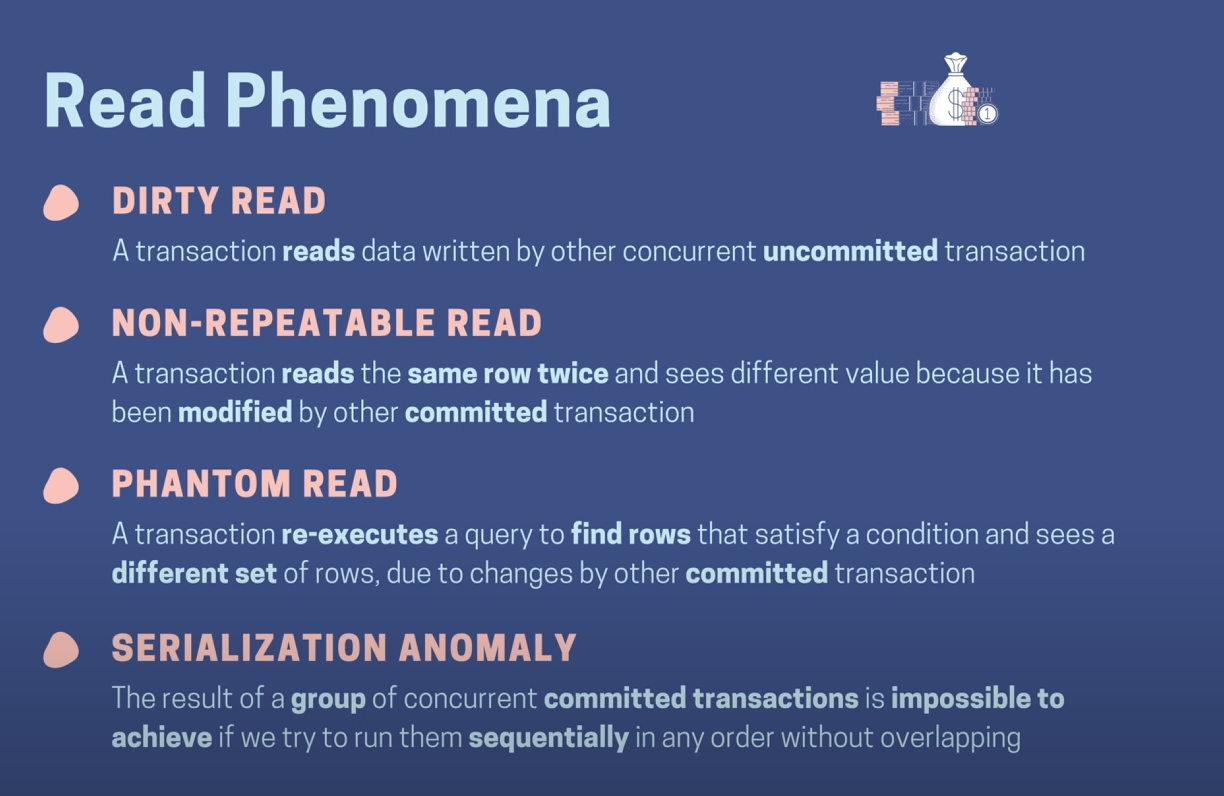 Read Phenomena
$
1
DIRTY READ
A transaction reads data written by other concurrent uncommitted transaction
NON-REPEATABLE READ
A transaction reads the same row twice and sees different value because it has
been modified by other committed transaction
PHANTOM READ
A transaction re-executes a query to find rows that satisfy a condition and sees a
different set of rows, due to changes by other committed transaction
SERIALIZATION ANOMALY
The result of a group of concurrent committed transactions is impossible to
achieve if we try to run them sequentially in any order without overlapping